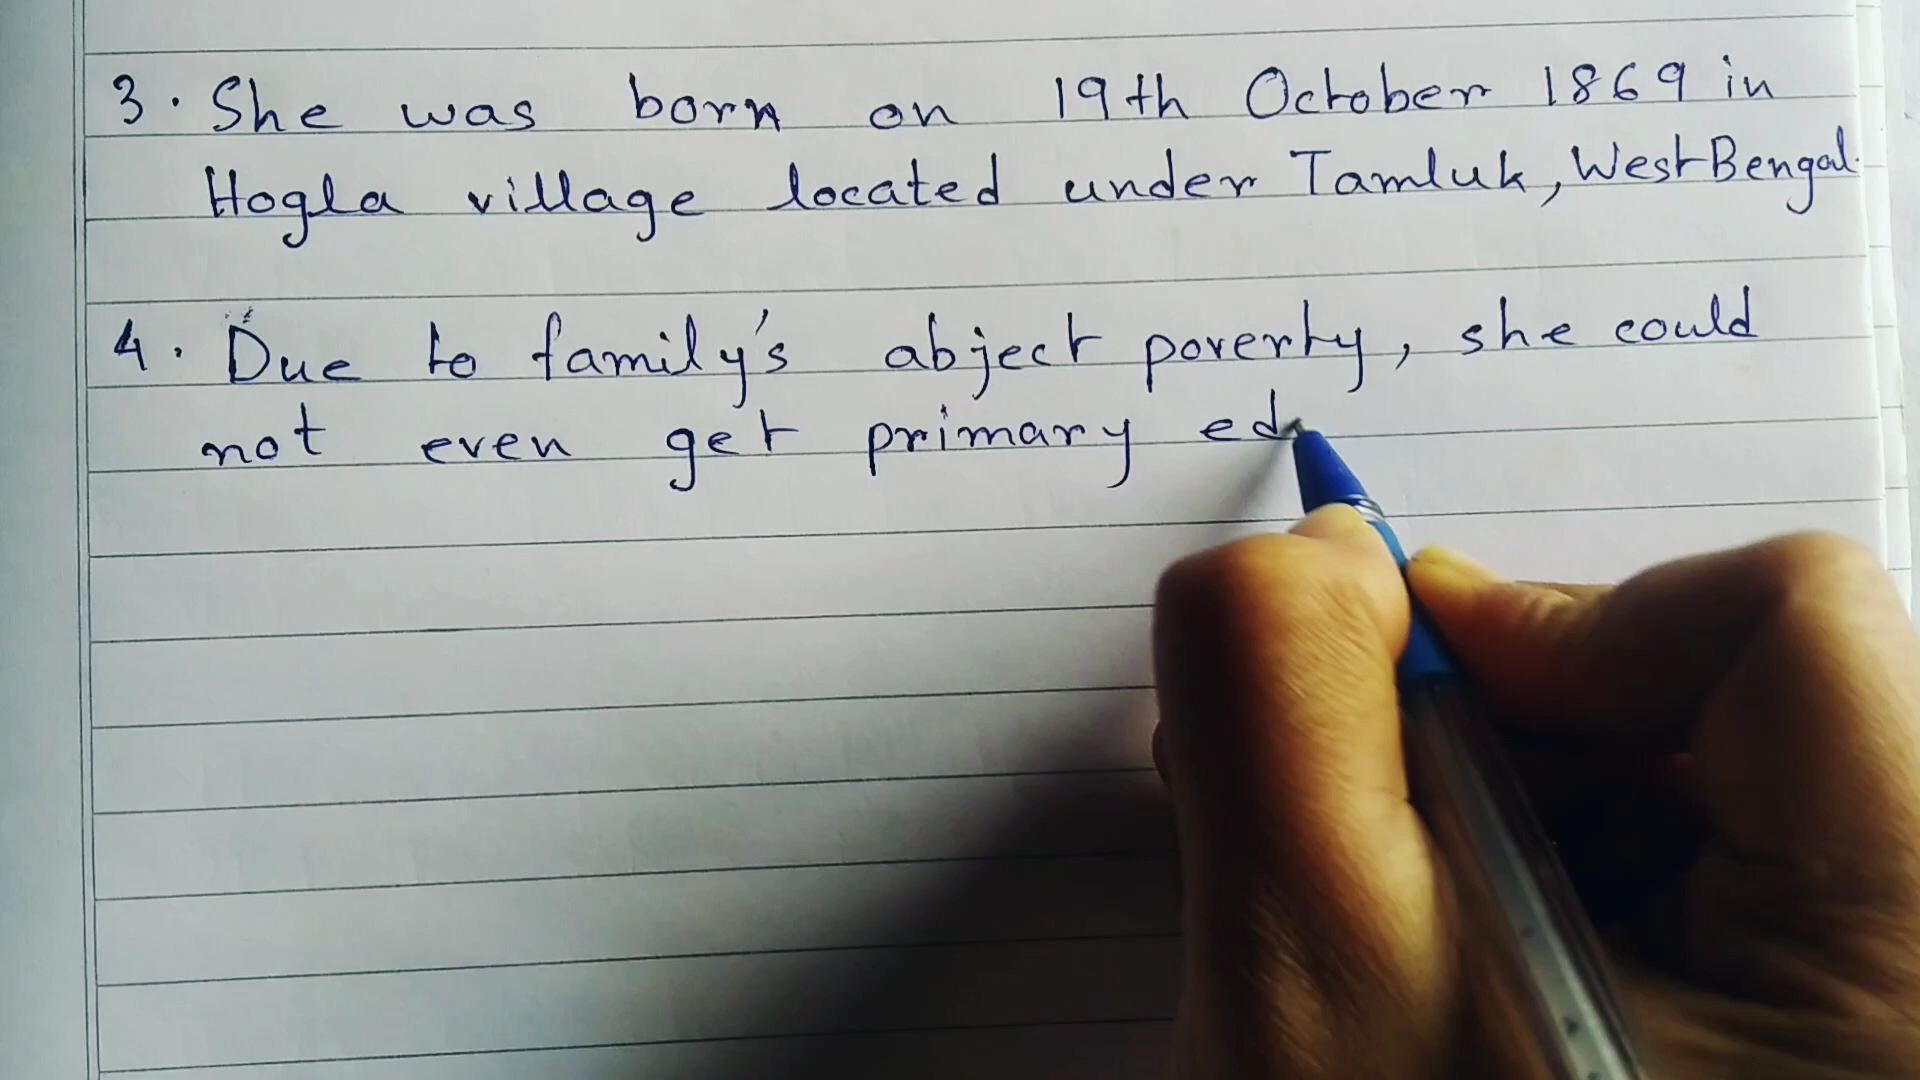 3. She was born on 19th October 1869 in
Hogla village located under Tamluk, West Bengal.
4. Due to family's abject poverty, she could
not even get primary ed